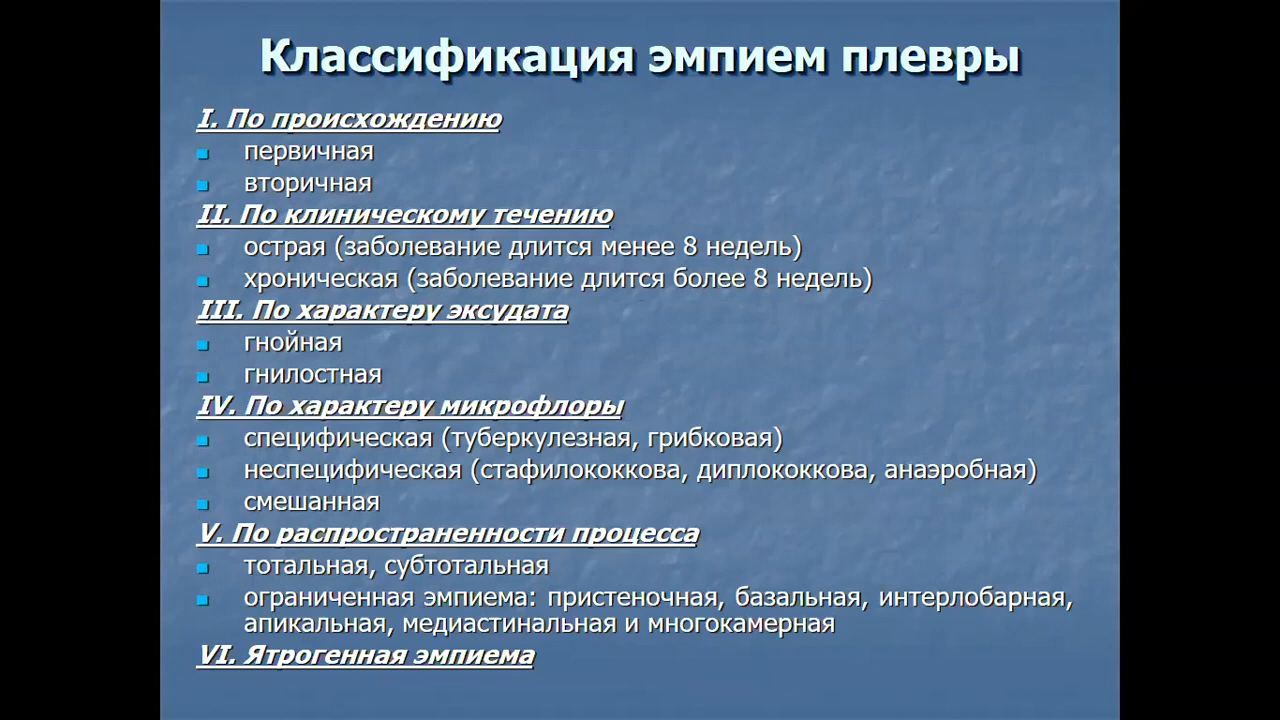 Классификация эмпием плевры
I. По происхождению
первичная
вторичная
II. По клиническому течению
острая (заболевание длится менее 8 недель)
хроническая (заболевание длится более 8 недель)
III. По характеру эксудата
гнойная
гнилостная
IV. По характеру микрофлоры
специфическая (туберкулезная, грибковая)
неспецифическая (стафилококкова, диплококкова, анаэробная)
смешанная
V. По распространенности процесса
тотальная, субтотальная
ограниченная эмпиема: пристеночная, базальная, интерлобарная,
апикальная, медиастинальная и многокамерная
VI. Ятрогенная эмпиема